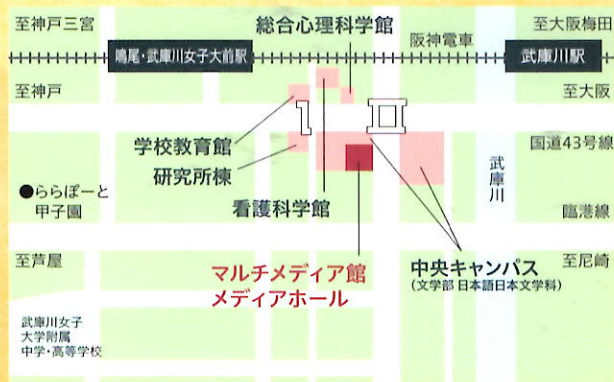 至神戸三宮
総合心理科学館
阪神電車
至大阪梅田
鳴尾・武庫川女子大前駅
武庫川駅
至神戸
至大阪
学校教育館
研究所棟
国道43号線
武庫川
●ららぽーと
甲子園
看護科学館
臨港線
至芦屋
マルチメディア館
メディアホール
中央キャンパス
(文学部 日本語日本文学科)
至尼崎
武庫川女子
大学附属
中学・高等学校